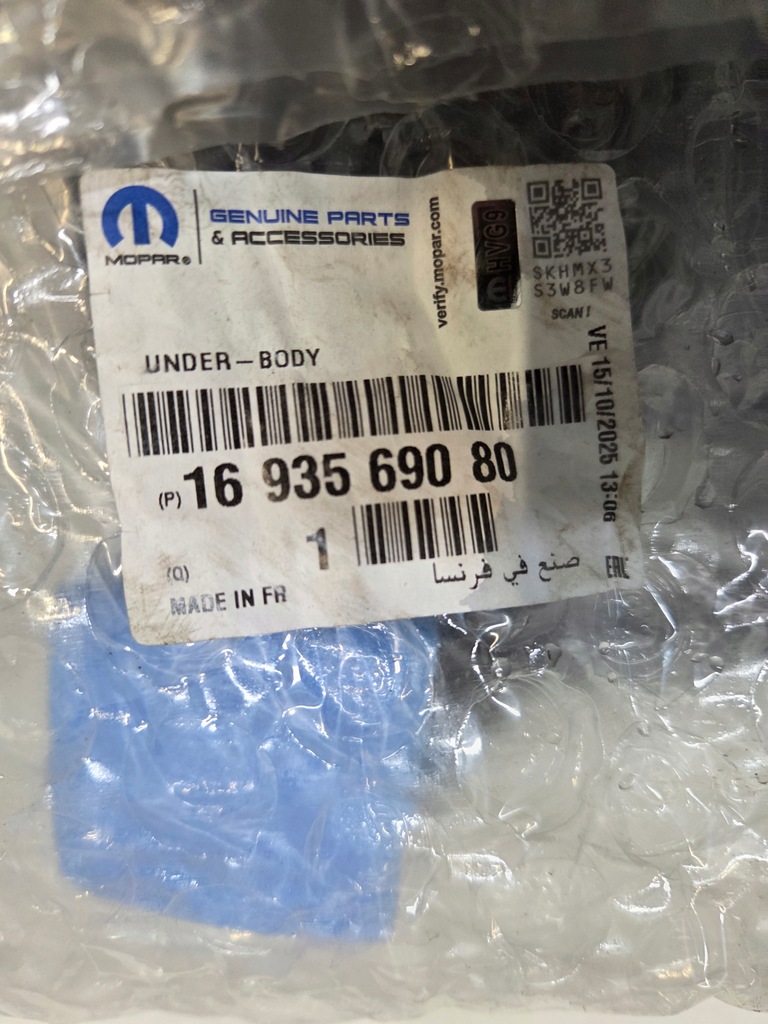 MOPAR®
GENUINE PARTS
& ACCESSORIES
verify.mopar.com
HVG9
SKHMX3
S3W8FW
SCAN!
VE 15/10/2025 13:06
UNDER-BODY
(P) 16 935 690 80
(Q) 1
صنع في فرنسا
MADE IN FR
EAC